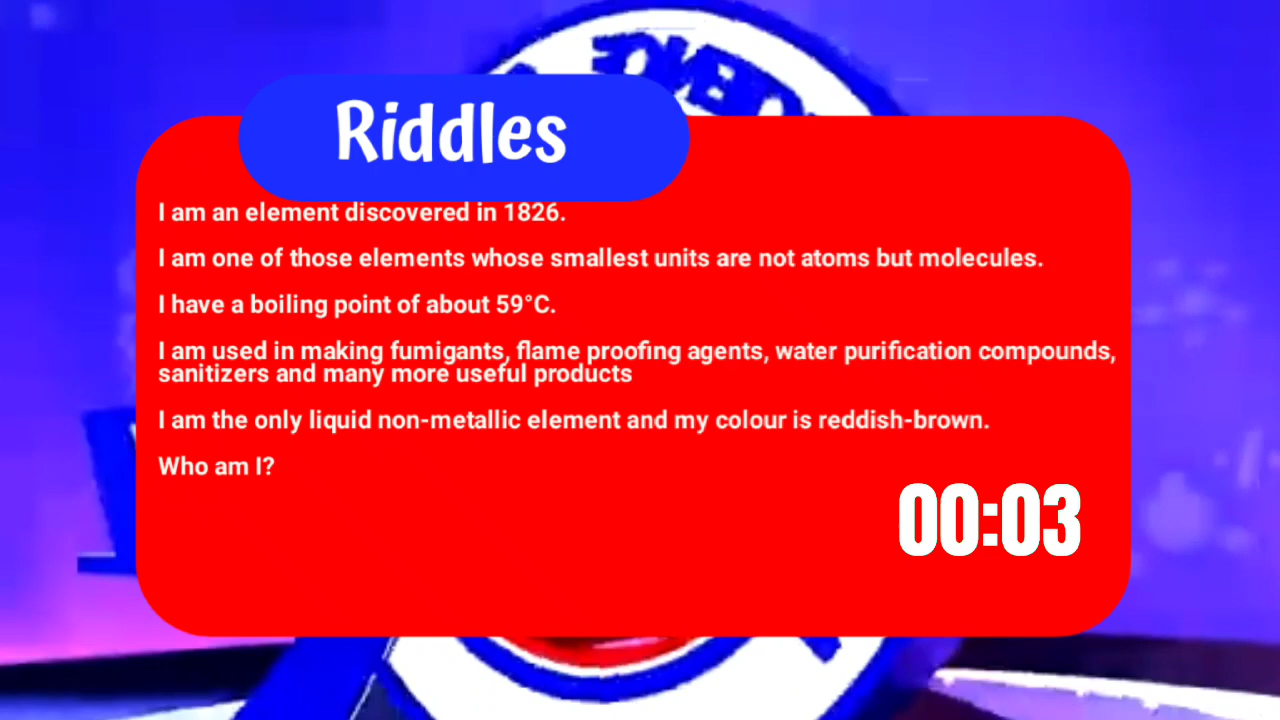 Riddles
I am an element discovered in 1826.
I am one of those elements whose smallest units are not atoms but molecules.
I have a boiling point of about 59°C.
I am used in making fumigants, flame proofing agents, water purification compounds,
sanitizers and many more useful products
I am the only liquid non-metallic element and my colour is reddish-brown.
Who am I?
00:03